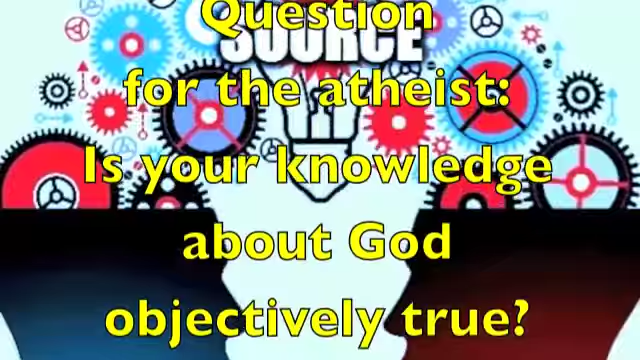 Question
SOURCE
for the atheist:
Is your knowledge
about God
objectively true?